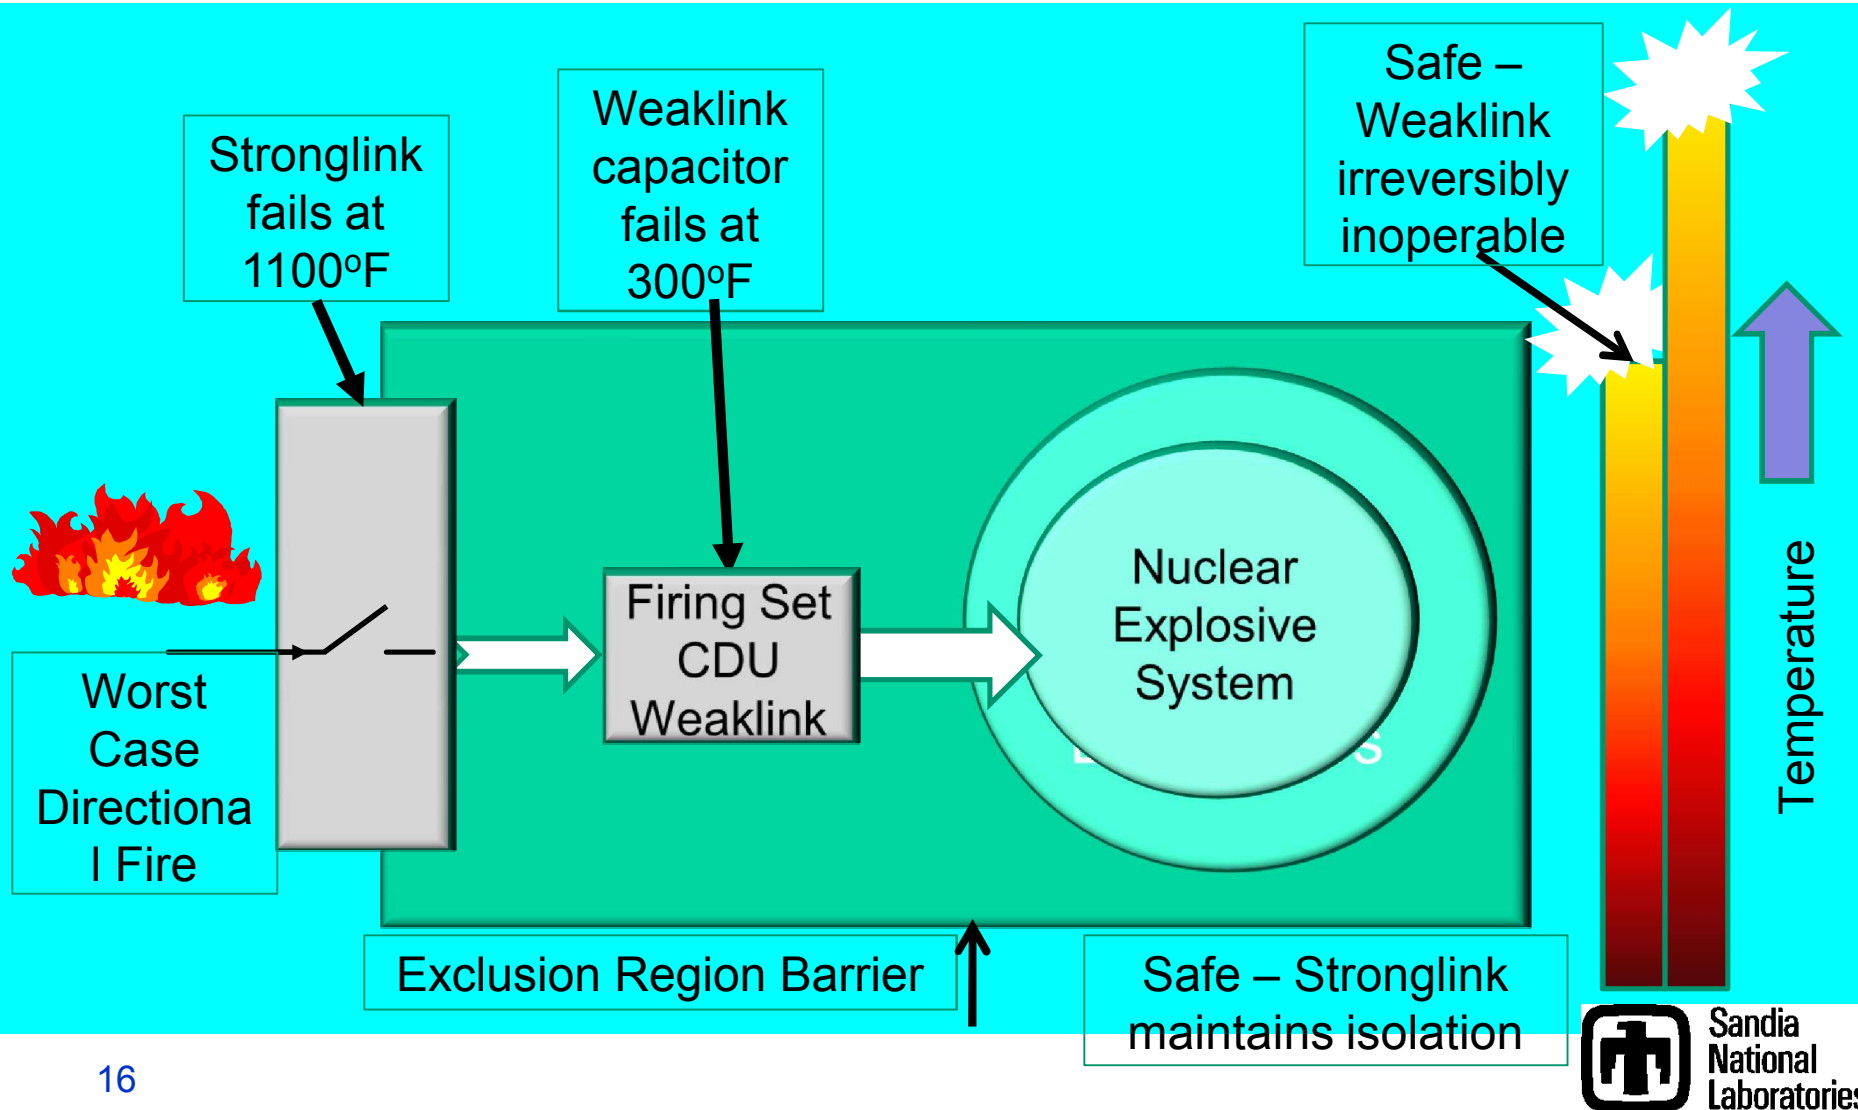 Stronglink
fails at
1100ºF
Weaklink
capacitor
fails at
300ºF
Safe –
Weaklink
irreversibly
inoperable
Worst
Case
Directiona
l Fire
Firing Set
CDU
Weaklink
Nuclear
Explosive
System
Temperature
Exclusion Region Barrier
Safe – Stronglink
maintains isolation
16
Sandia
National
Laboratories